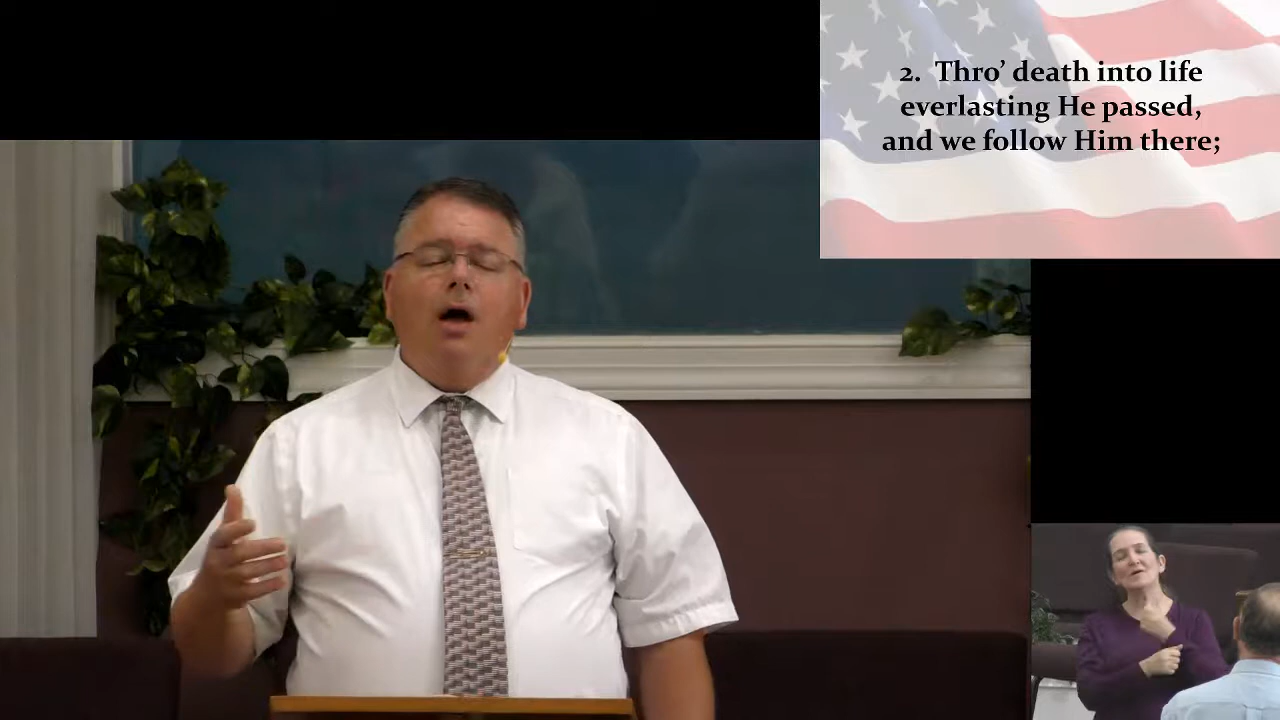 2. Thro' death into life
everlasting He passed,
and we follow Him there;